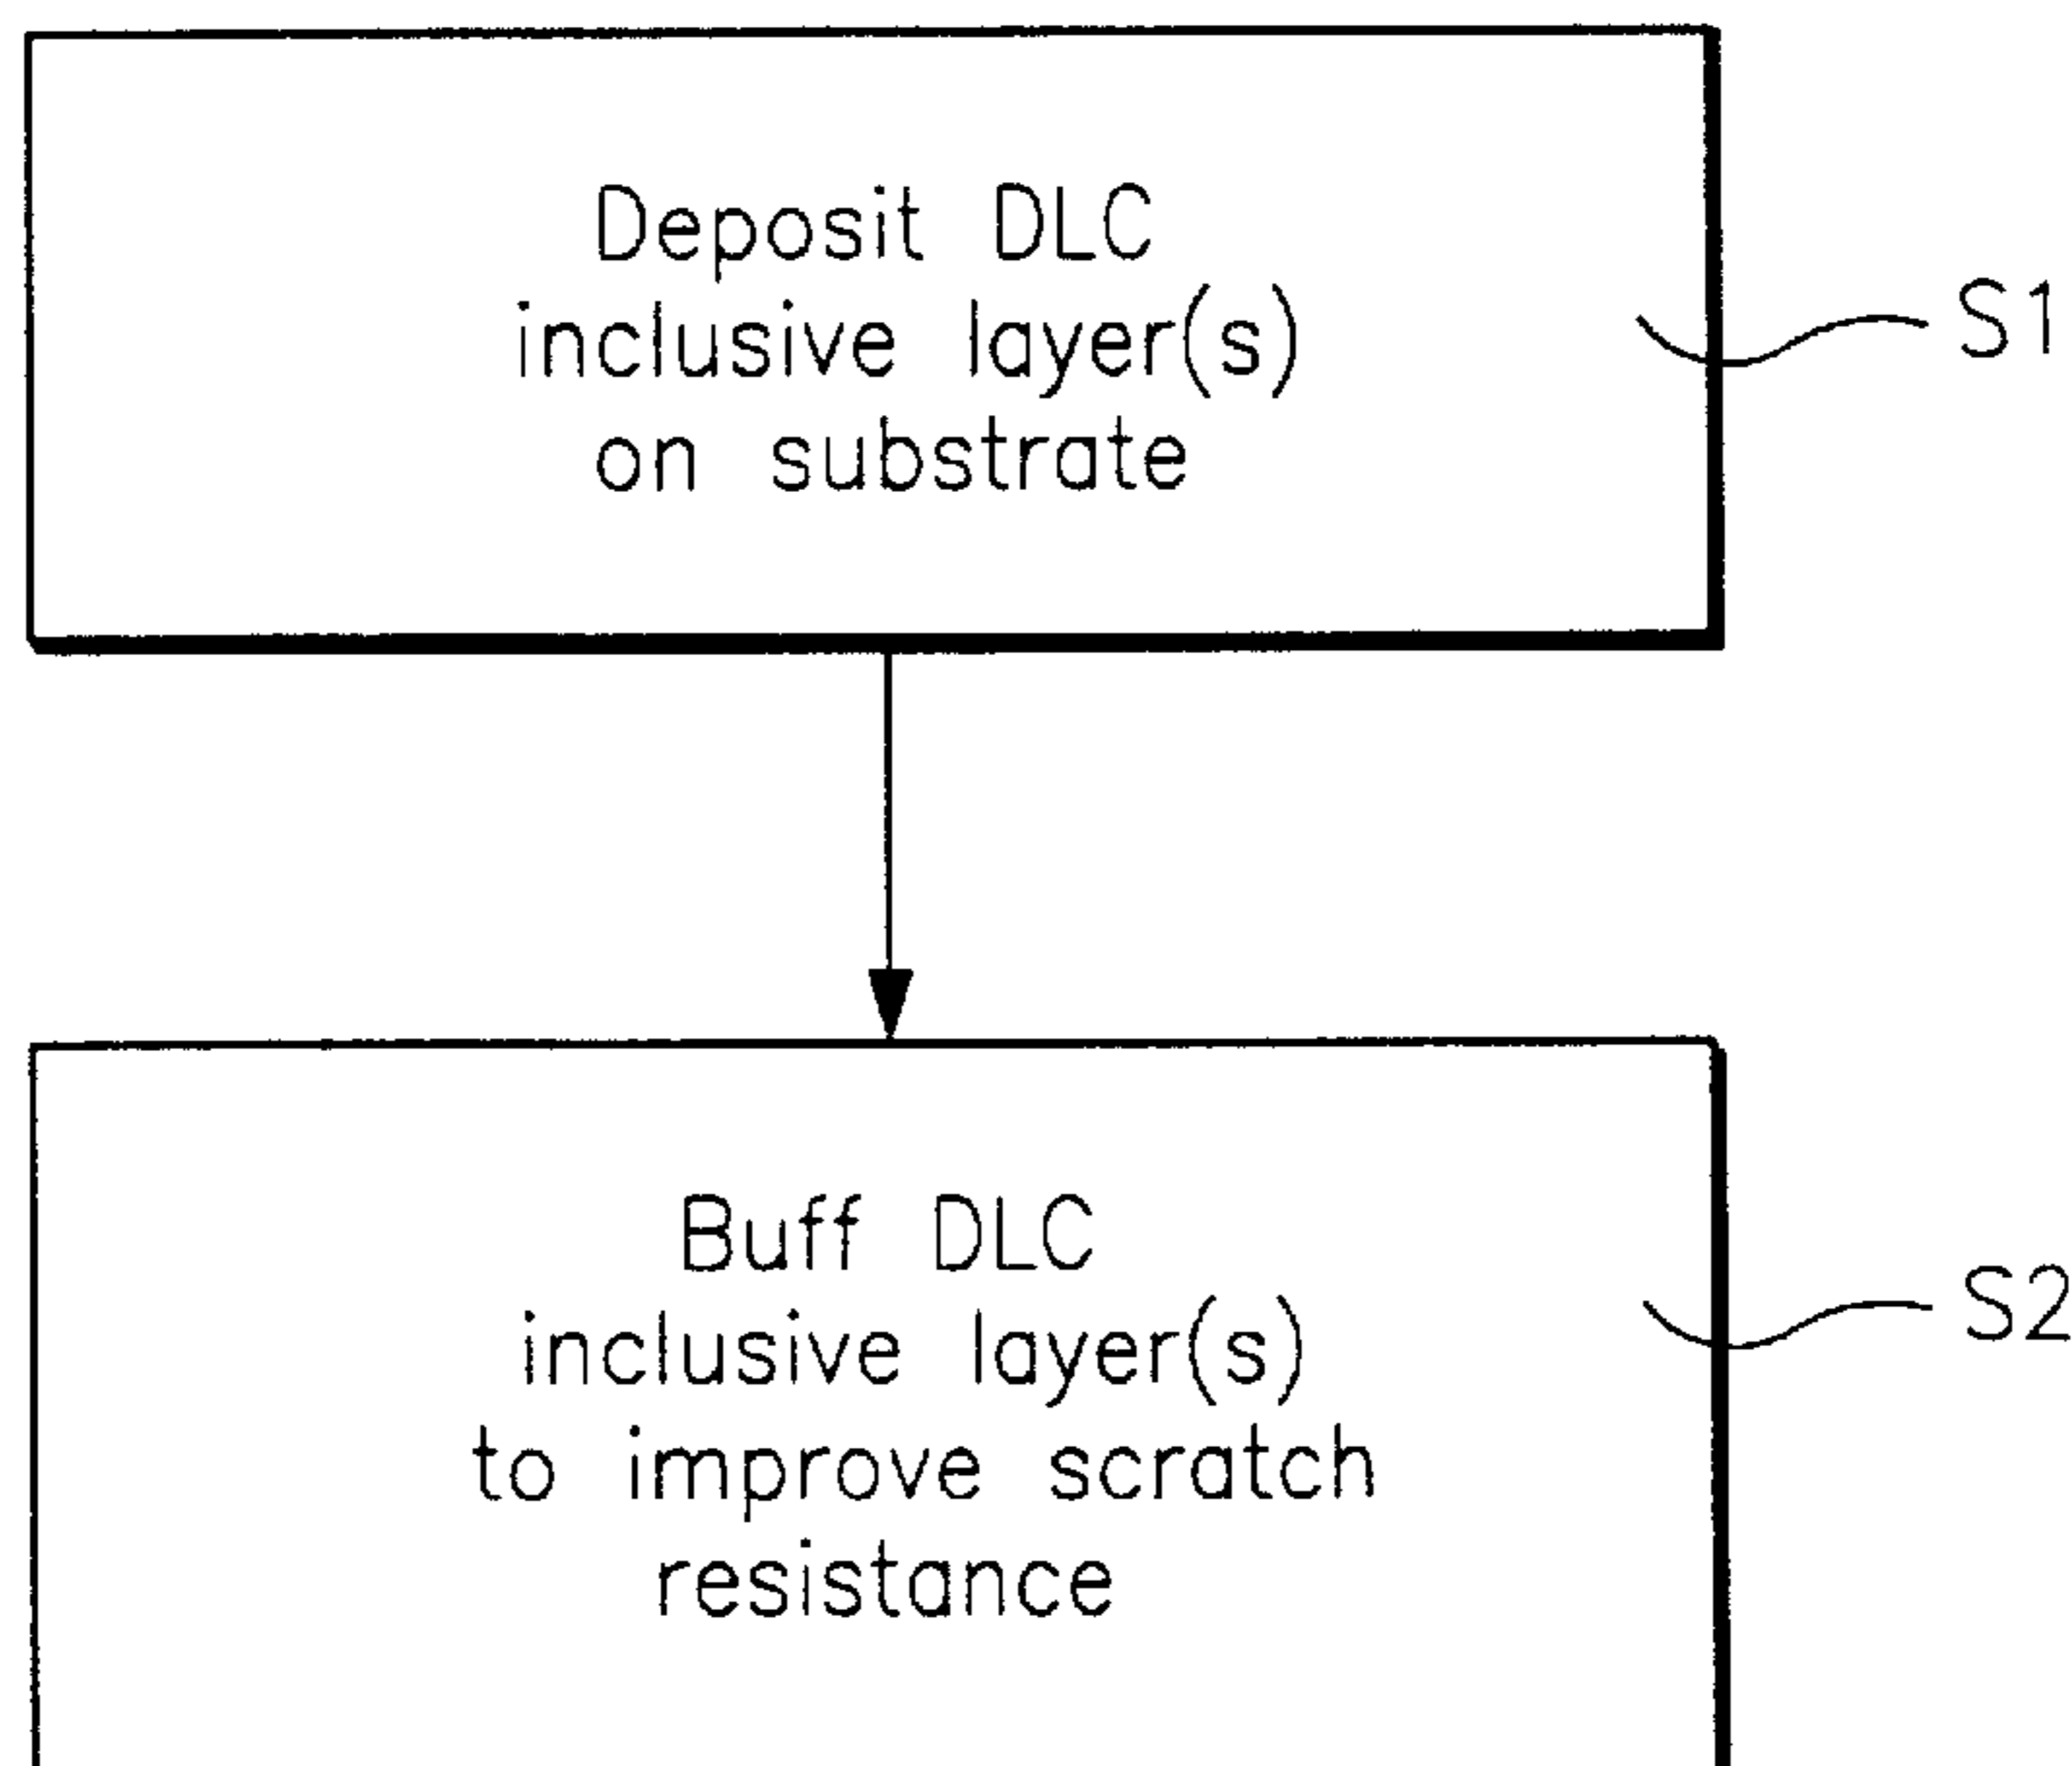 Deposit DLC
inclusive layer(s)
on substrate
S1
Buff DLC
inclusive layer(s)
to improve scratch
resistance
S2